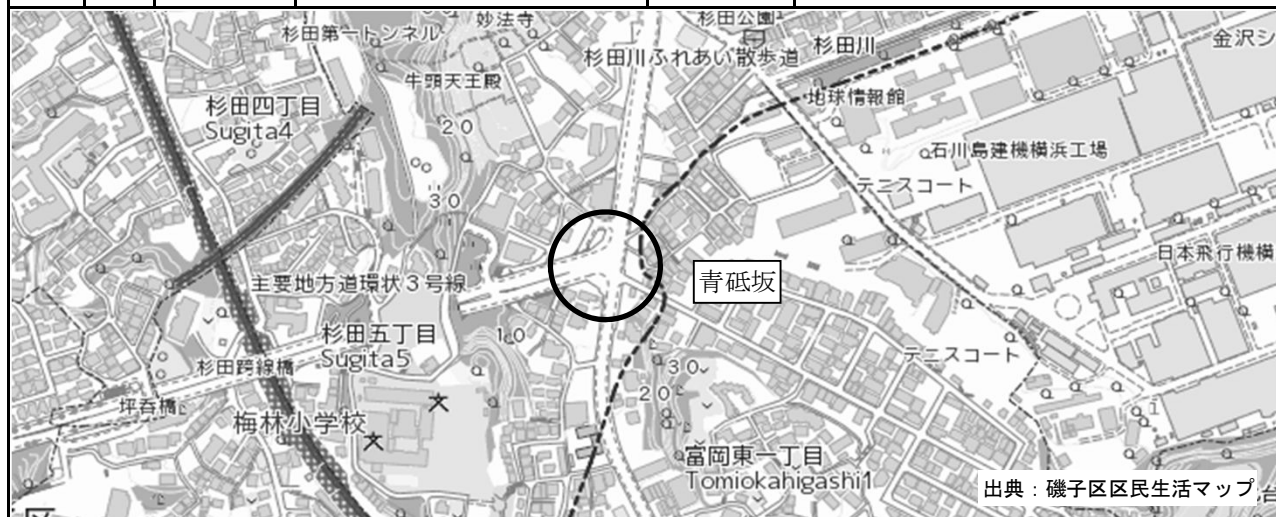 杉田第一トンネル
妙法寺
杉田公園
杉田川
杉田川ふれあい散歩道
牛頭天王殿
地球情報館
杉田四丁目
Sugita4
20
石川島建機横浜工場
テニスコート
30
日本飛行機横
主要地方道環状3号線
青砥坂
杉田五丁目
Sugita5
10
杉田跨線橋
テニスコート
30
20
坪呑橋
梅林小学校
富岡東一丁目
Tomiokahigashi1
出典：磯子区区民生活マップ